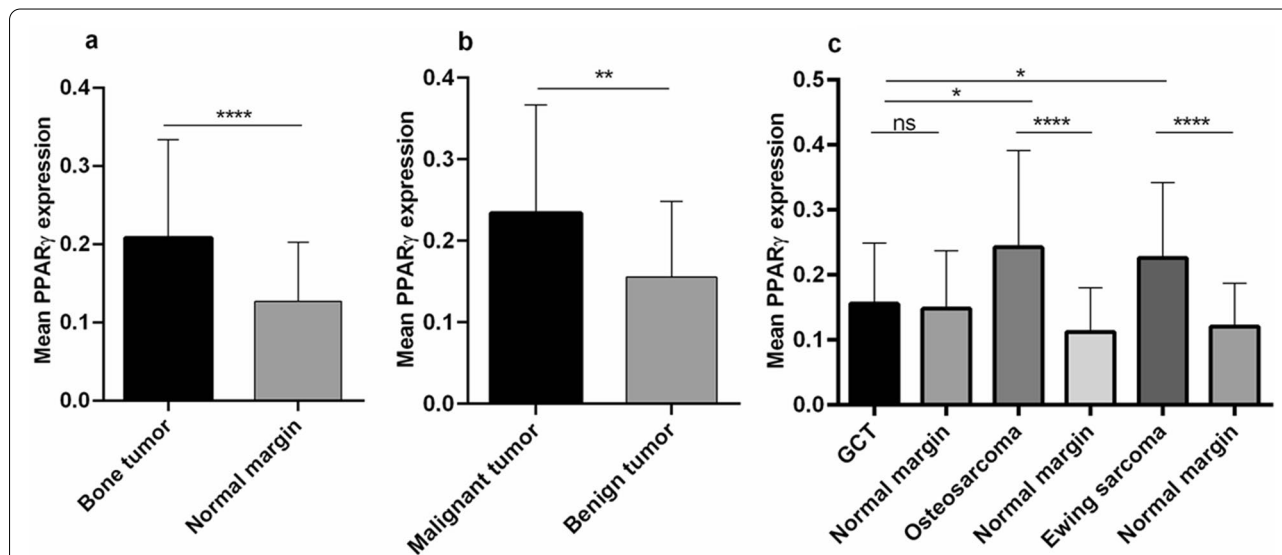 a
Mean PPARγ expression
0.4
0.3
0.2
0.1
0.0
****
Bone tumor
Normal margin
b
Mean PPARγ expression
0.4
0.3
0.2
0.1
0.0
**
Malignant tumor
Benign tumor
c
Mean PPARγ expression
0.5
0.4
0.3
0.2
0.1
0.0
*
*
ns
****
****
GCT
Normal margin
Ostosarcoma
Normal margin
Ewing sarcoma
Normal margin